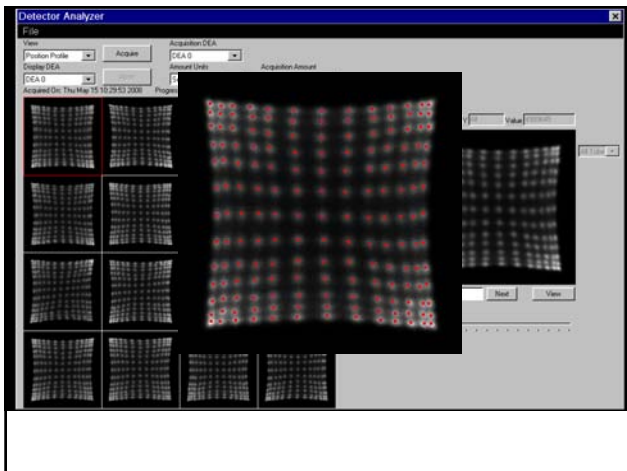 Detector Analyzer
File
View
Acquisition DEA
Position Profile
Acquire
DEA 0
Display DEA
Amount Units
Acquisition Amount
DEA 0
Acquired On: Thu May 15 10:29:53 2008
Progres
Value
Next
View